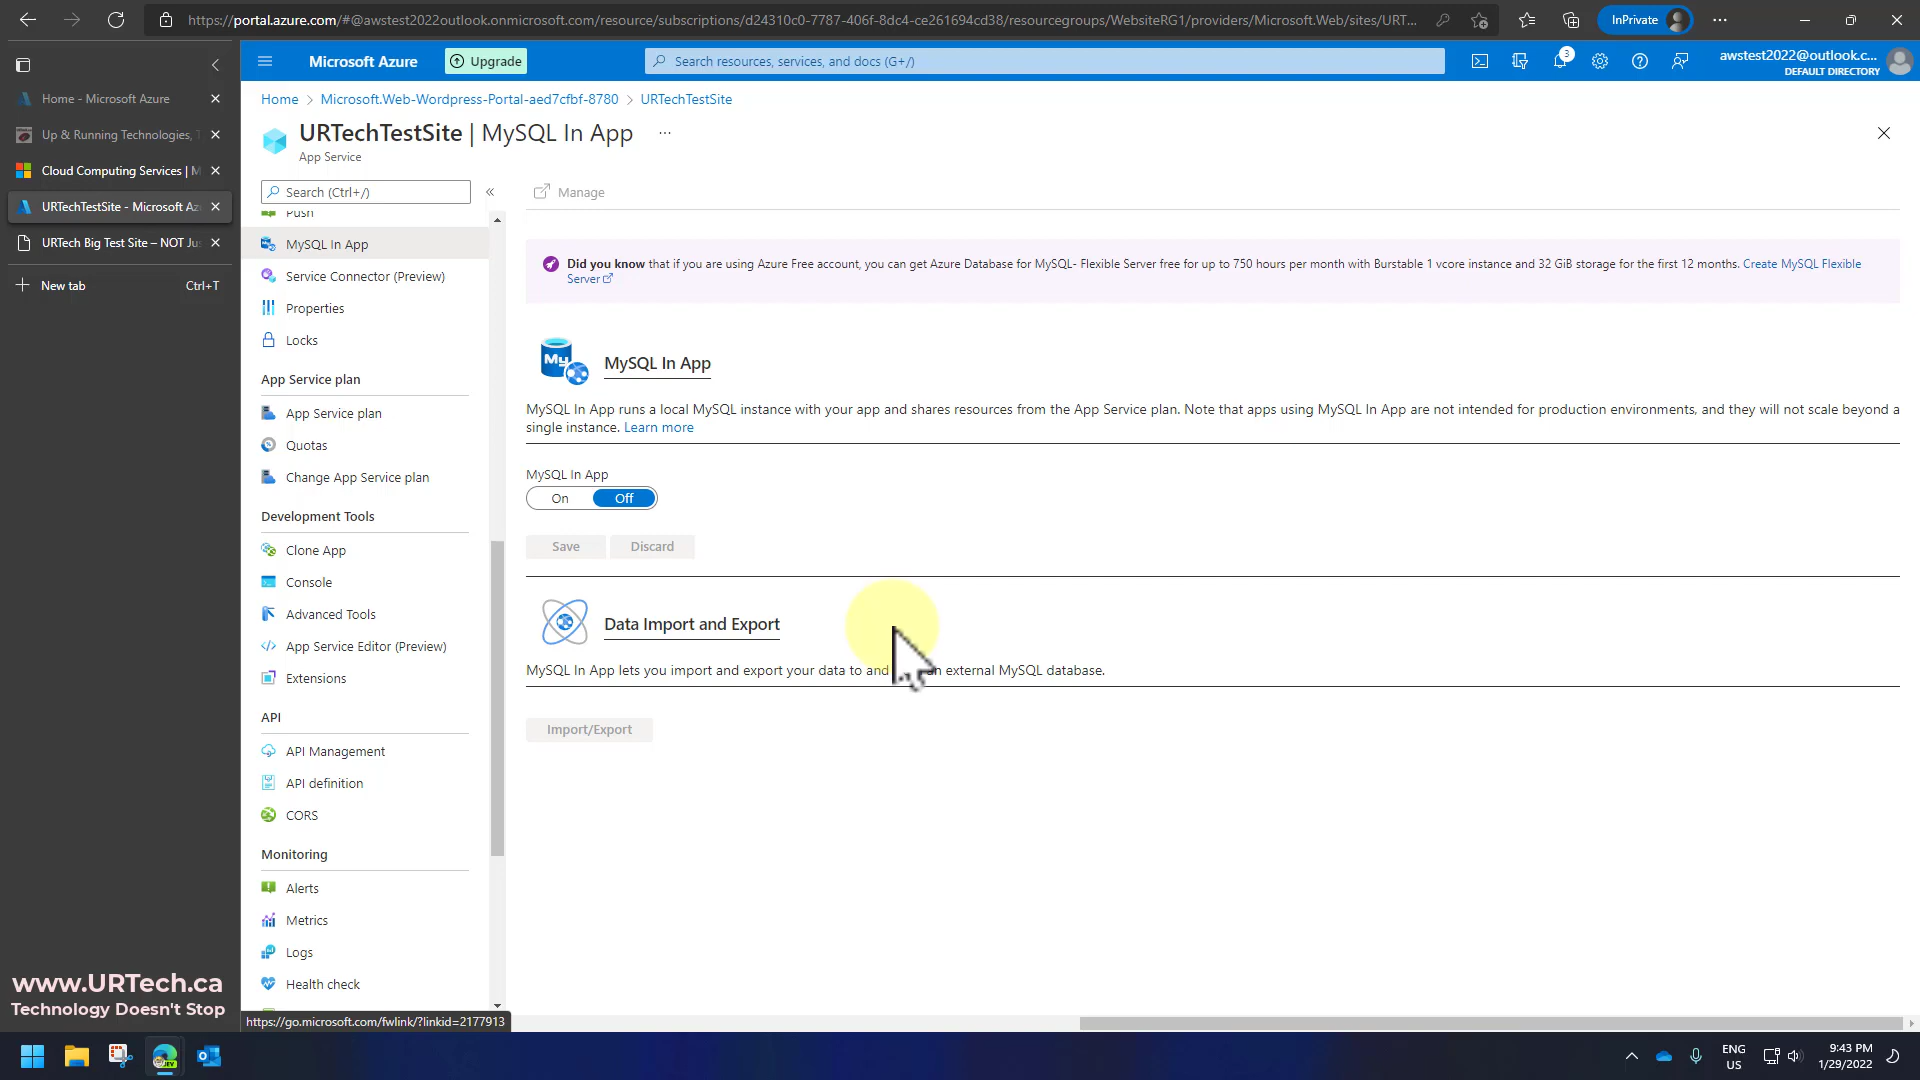 https://portal.azure.com/#@awstest2022outlook.onmicrosoft.com/resource/subscriptions/d24310c0-7787-406f-8dc4-ce261694cd38/resourcegroups/WebsiteRG1/providers/Microsoft.Web/sites/URT...
InPrivate
Microsoft Azure
Upgrade
Search resources, services, and docs (G+/)
3
awstest2022@outlook.c...
DEFAULT DIRECTORY
Home - Microsoft Azure
Up & Running Technologies, T
Cloud Computing Services | M
URTechTestSite - Microsoft Az
URTech Big Test Site – NOT Ju
New tab
Ctrl+T
Home > Microsoft.Web-Wordpress-Portal-aed7cfbf-8780 > URTechTestSite
URTechTestSite | MySQL In App ...
App Service
Search (Ctrl+/)
«
Manage
Push
MySQL In App
Service Connector (Preview)
Properties
Locks
App Service plan
App Service plan
Quotas
Change App Service plan
Development Tools
Clone App
Console
Advanced Tools
App Service Editor (Preview)
Extensions
API
API Management
API definition
CORS
Monitoring
Alerts
Metrics
Logs
Health check
Did you know that if you are using Azure Free account, you can get Azure Database for MySQL- Flexible Server free for up to 750 hours per month with Burstable 1 vcore instance and 32 GiB storage for the first 12 months. Create MySQL Flexible
Server
My
MySQL In App
MySQL In App runs a local MySQL instance with your app and shares resources from the App Service plan. Note that apps using MySQL In App are not intended for production environments, and they will not scale beyond a
single instance. Learn more
MySQL In App
On Off
Save Discard
Data Import and Export
MySQL In App lets you import and export your data to and an external MySQL database.
Import/Export
www.URTech.ca
Technology Doesn't Stop
https://go.microsoft.com/fwlink/?linkid=2177913
ENG
US
9:43 PM
1/29/2022